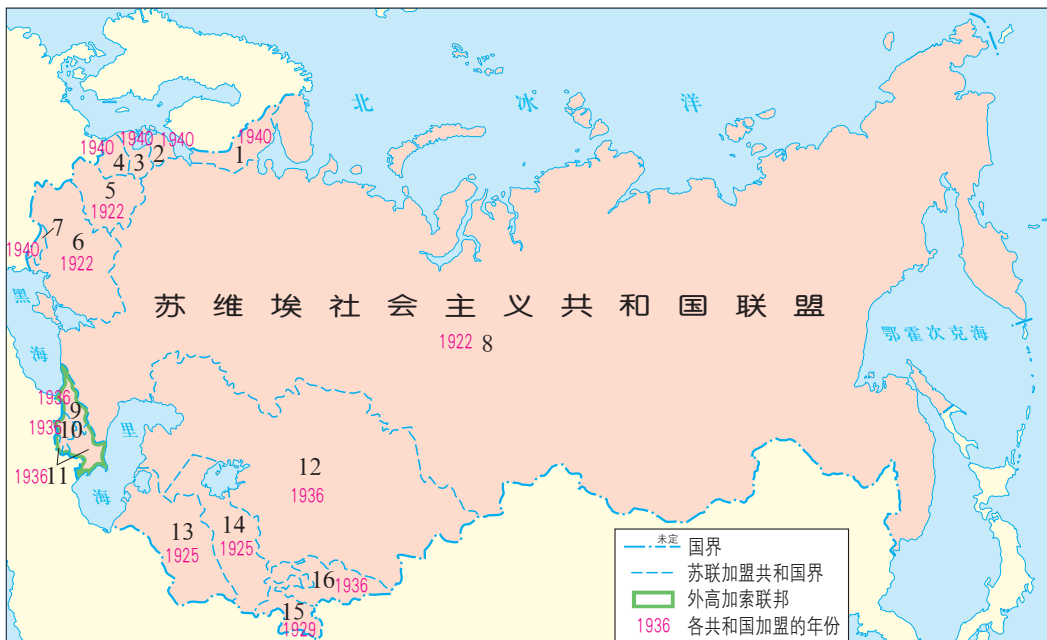 北冰洋
1940
1940
1940
1940
1
2
3
4
5
1922
7
6
1922
1940
黑
海
苏维埃社会主义共和国联盟
1922 8
鄂霍次克海
1936
9
1936
10
1936
11
里
海
12
1936
13
1925
14
1925
16 1936
15
1929
未定
国界
苏联加盟共和国界
外高加索联邦
1936 各共和国加盟的年份